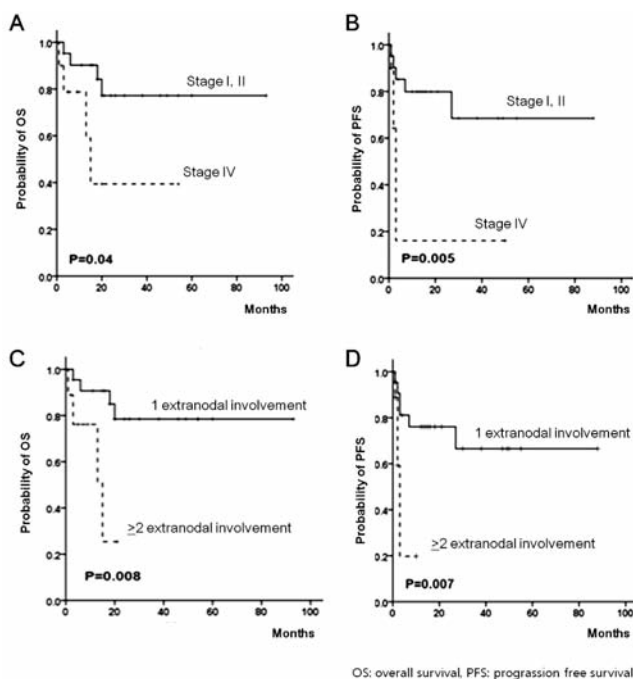 A
Probability of OS
1.0
0.8
0.6
0.4
0.2
0.0
Stage I, II
Stage IV
P=0.04
0 20 40 60 80 100
Months
B
Probability of PFS
1.0
0.8
0.6
0.4
0.2
0.0
Stage I, II
Stage IV
P=0.005
0 20 40 60 80 100
Months
C
Probability of OS
1.0
0.8
0.6
0.4
0.2
0.0
1 extranodal involvement
≥2 extranodal involvement
P=0.008
0 20 40 60 80 100
Months
D
Probability of PFS
1.0
0.8
0.6
0.4
0.2
0.0
1 extranodal involvement
≥2 extranodal involvement
P=0.007
0 20 40 60 80 100
Months
OS: overall survival, PFS: prograssion free survival